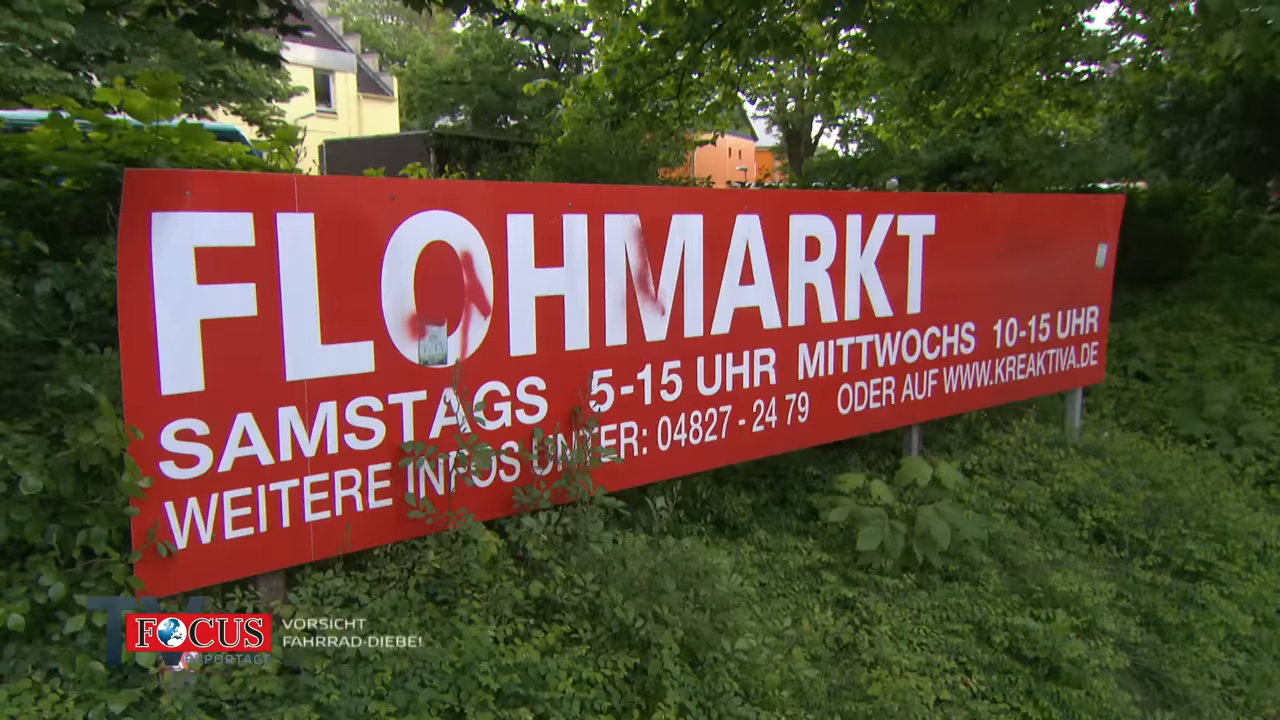 FLOHMARKT
SAMSTAGS 5-15 UHR MITTWOCHS 10-15 UHR
WEITERE INFOS UNTER: 04827 - 24 79 ODER AUF WWW.KREAKTIVA.DE
TV
FOCUS
REPORTAGE
VORSICHT
FAHRRAD-DIEBE!